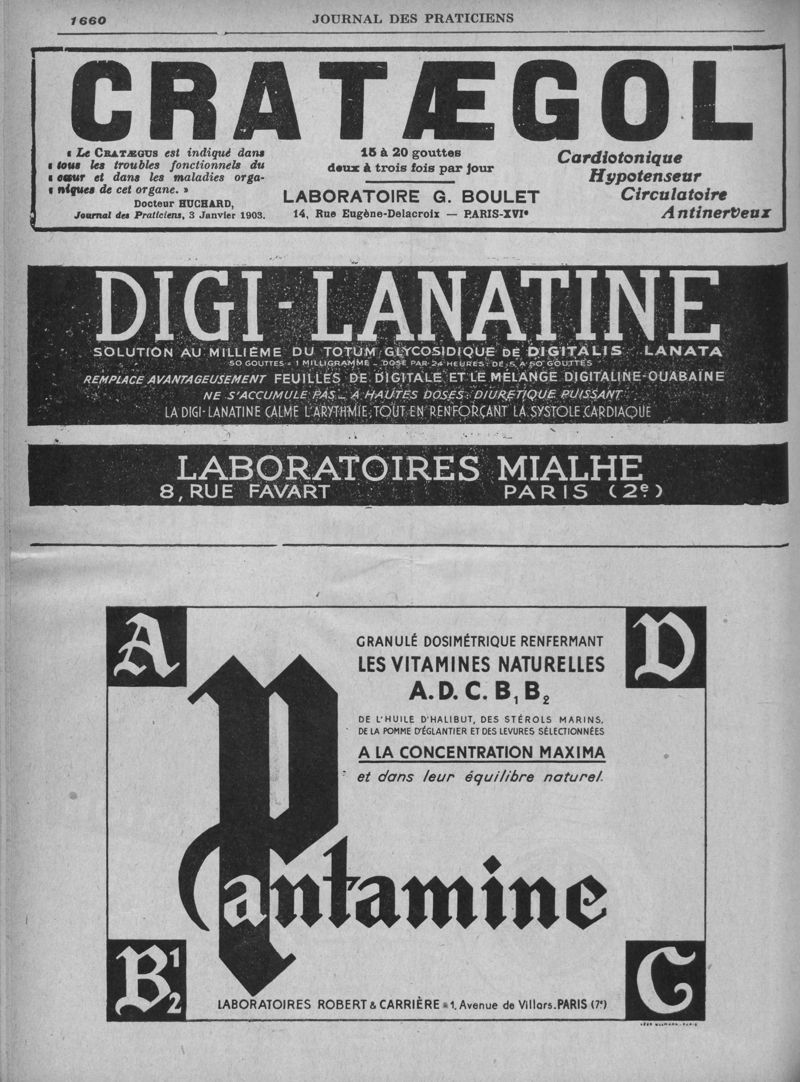 1660
JOURNAL DES PRATICIENS
CRATÆGOL
« Le CRATÆGUS est indiqué dans
« tous les troubles fonctionnels du
« cœur et dans les maladies orga-
« niques de cet organe. »
Docteur HUCHARD,
Journal des Praticiens, 3 Janvier 1903.
15 à 20 gouttes
deux à trois fois par jour
LABORATOIRE G. BOULET
14, Rue Eugène-Delacroix — PARIS-XVIe
Cardiotonique
Hypotenseur
Circulatoire
Antinerveux
DIGI-LANATINE
SOLUTION AU MILLIÈME DU TOTUM GLYCOSIDIQUE DE DIGITALIS LANATA
50 GOUTTES = 1 MILLIGRAMME _ DOSE PAR 24 HEURES: DE 5 A 50 GOUTTES
REMPLACE AVANTAGEUSEMENT FEUILLES DE DIGITALE ET LE MÉLANGE DIGITALINE-OUABAÏNE
NE S'ACCUMULE PAS _ A HAUTES DOSES: DIURÉTIQUE PUISSANT
LA DIGI-LANATINE CALME L'ARYTHMIE, TOUT EN RENFORÇANT LA SYSTOLE CARDIAQUE
LABORATOIRES MIALHE
8, RUE FAVART PARIS (2e)
A
D
GRANULÉ DOSIMÉTRIQUE RENFERMANT
LES VITAMINES NATURELLES
A.D.C.B1B2
DE L'HUILE D'HALIBUT, DES STÉROLS MARINS,
DE LA POMME D'ÉGLANTIER ET DES LEVURES SÉLECTIONNÉES
A LA CONCENTRATION MAXIMA
et dans leur équilibre naturel.
Pantamine
B12
C
LABORATOIRES ROBERT & CARRIÈRE = 1, Avenue de Villars. PARIS (7e)